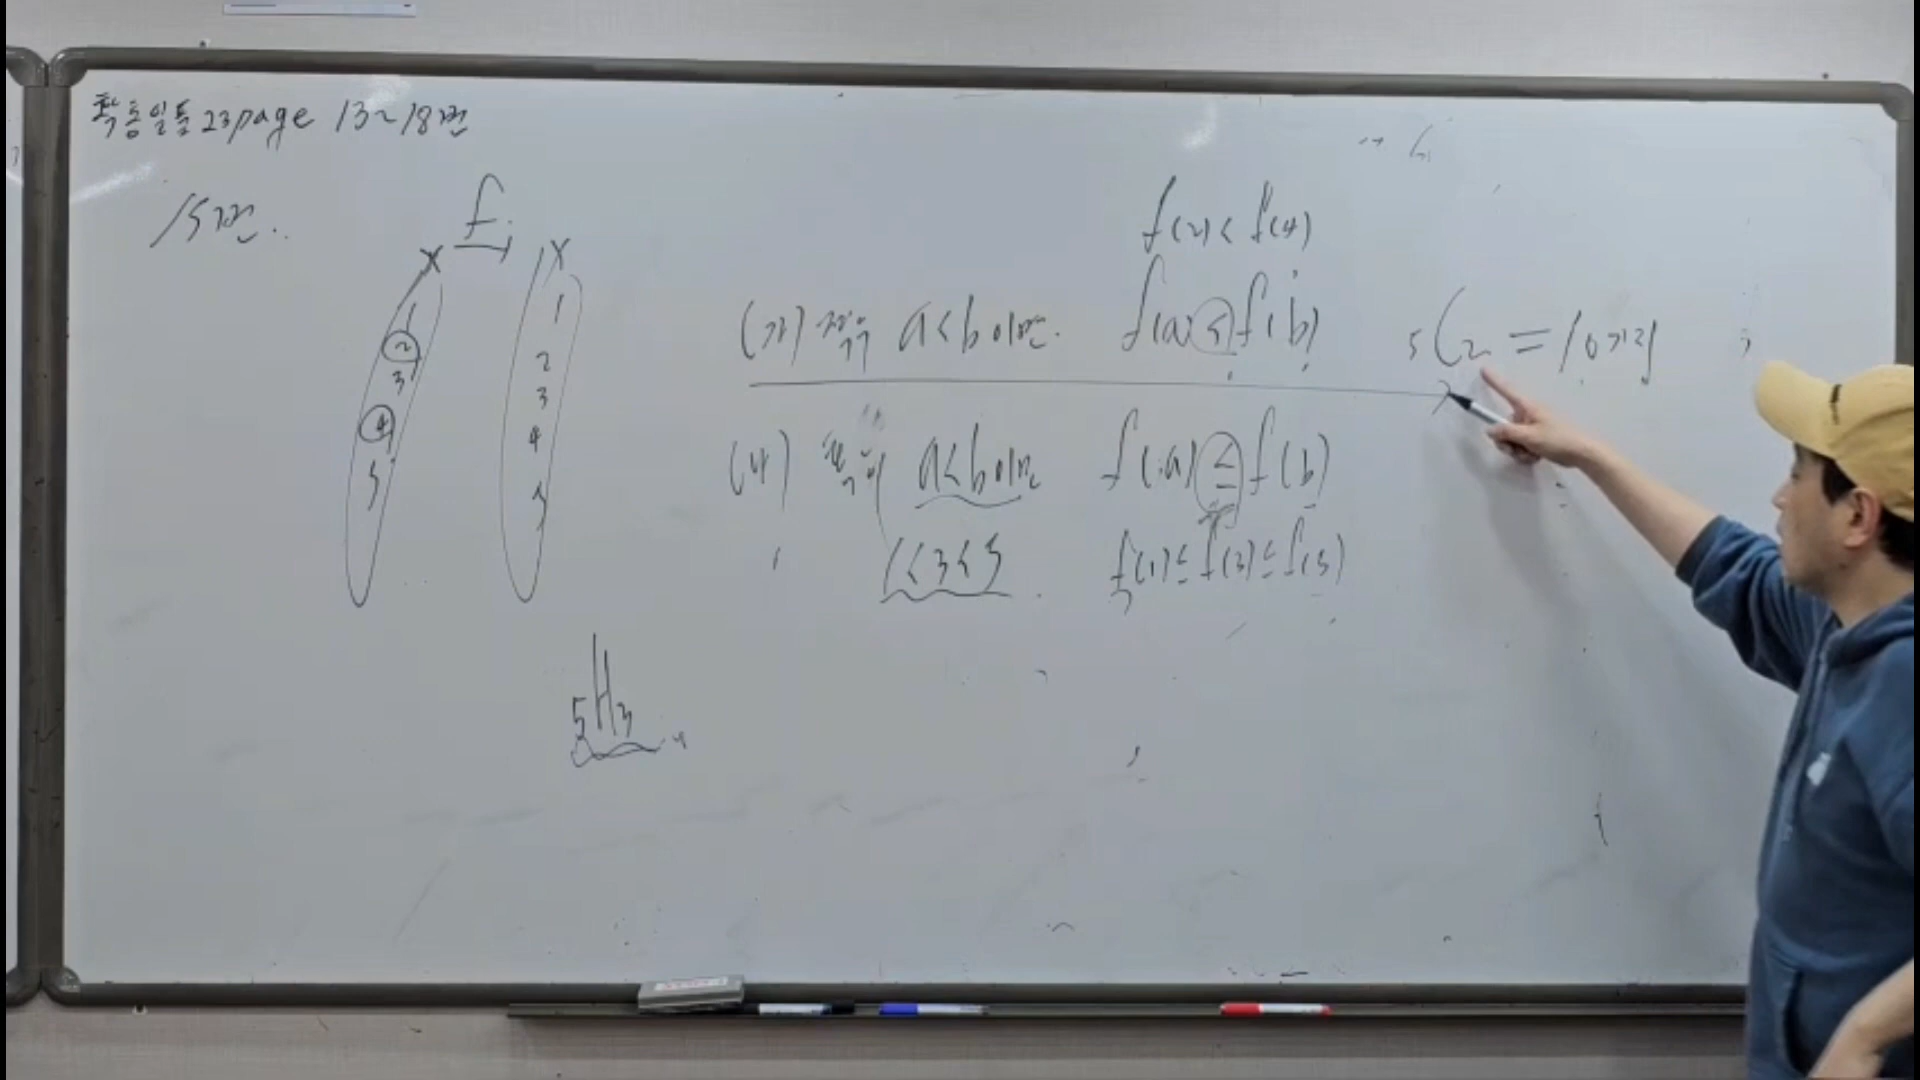 확통일등 23page 13~18번
15번.
f
X → X
1 1
2 2
3 3
4 4
5 5
f(2)<f(4)
(가) 짝수 a<b이면. f(a)<f(b) 5C2 = 10가지
(나) 홀수 a<b이면 f(a)≤f(b)
1<3<5 f(1)≤f(3)≤f(5)
5H3